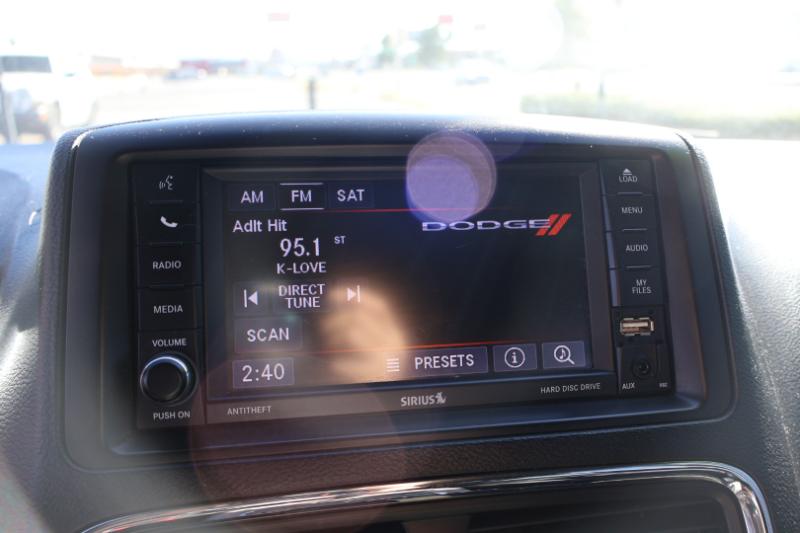 AM FM SAT
Adlt Hit
DODGE
95.1 ST
K-LOVE
DIRECT
TUNE
SCAN
2:40
PRESETS
RADIO
MEDIA
VOLUME
PUSH ON
LOAD
MENU
AUDIO
MY
FILES
AUX
ANTITHEFT
SIRIUS
HARD DISC DRIVE